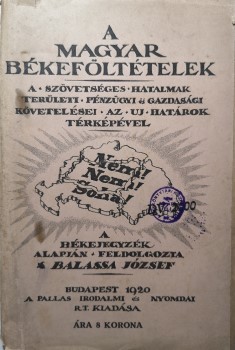 A
MAGYAR
BÉKEFÖLTÉTELEK
A · SZÖVETSÉGES · HATALMAK
TERÜLETI · PÉNZÜGYI és GAZDASÁGI
KÖVETELÉSEI · AZ · UJ · HATÁROK
TÉRKÉPÉVEL
Nem!
Nem!
Soha!
A
BÉKEJEGYZÉK
ALAPJÁN · FELDOLGOZTA
BALASSA JÓZSEF
BUDAPEST 1920
A PALLAS IRODALMI és NYOMDAI
R.T. KIADÁSA
ÁRA 8 KORONA